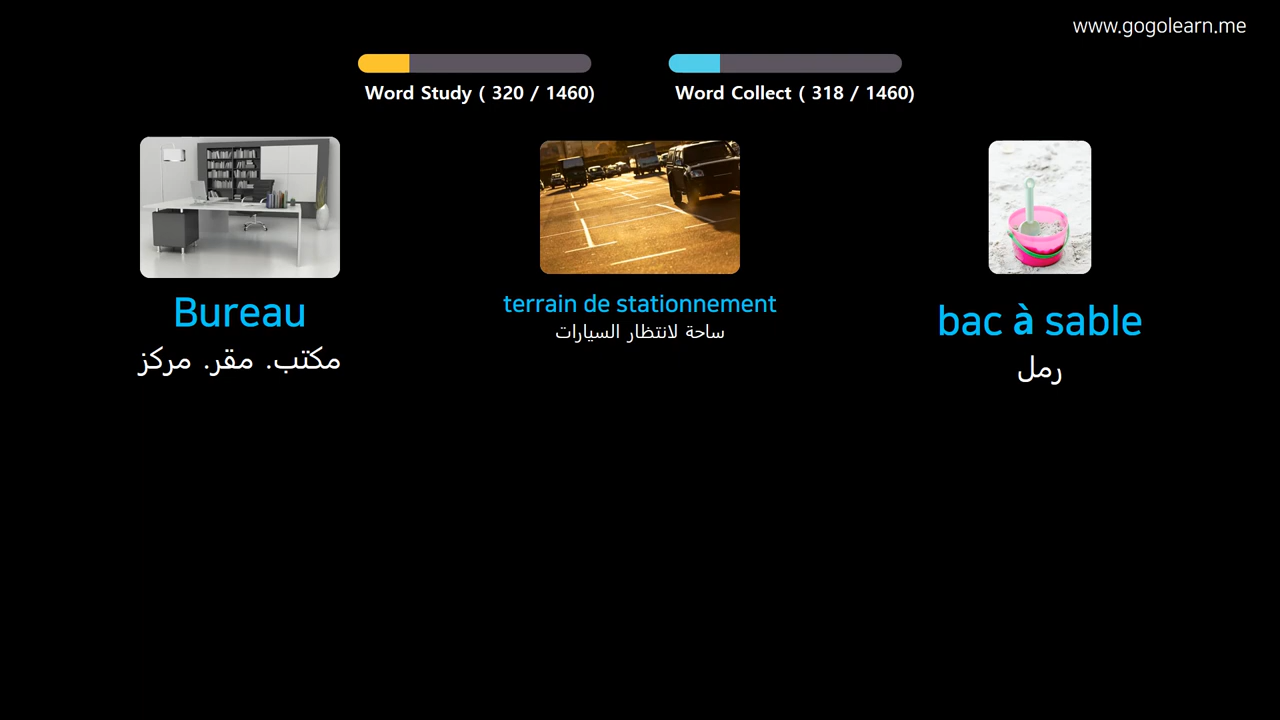 www.gogolearn.me
Word Study ( 320 / 1460)
Word Collect ( 318 / 1460)
Bureau
مكتب. مقر. مركز
terrain de stationnement
ساحة لانتظار السيارات
bac à sable
رمل